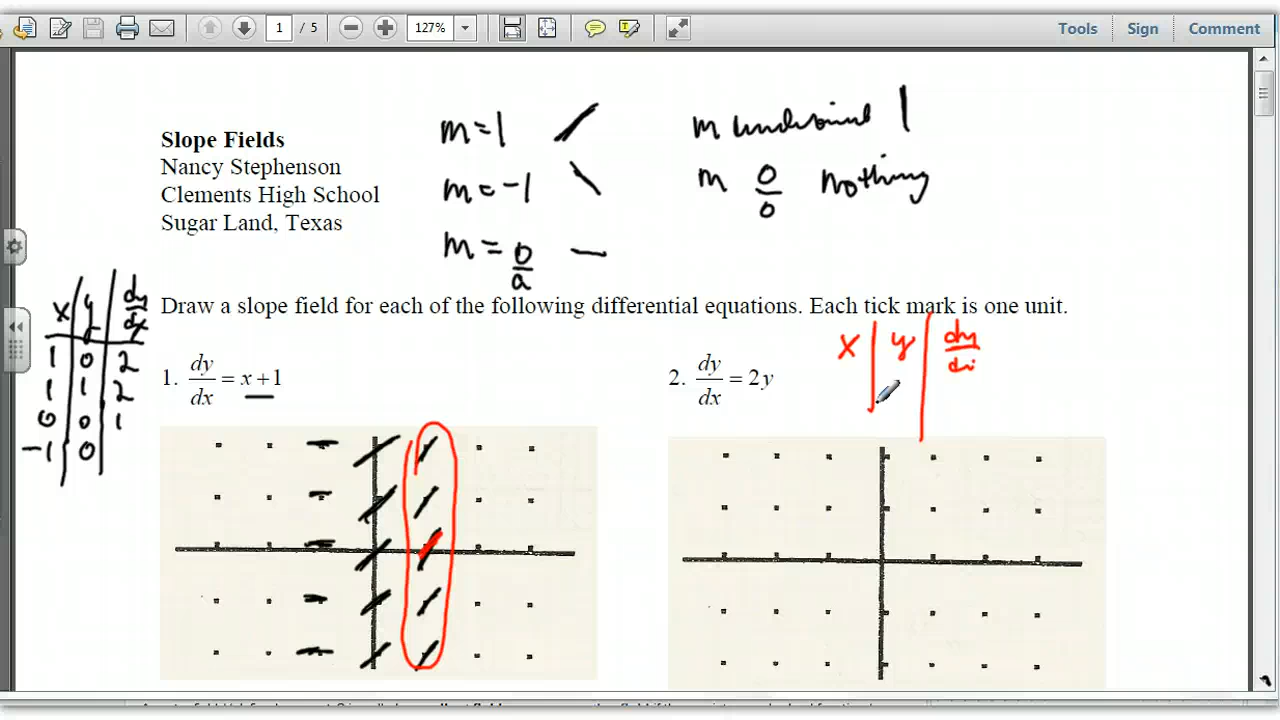 1 / 5 127% Tools Sign Comment
m=1
m = -1
m = 0/a
m undefined
m 0/0 nothing
Slope Fields
Nancy Stephenson
Clements High School
Sugar Land, Texas
Draw a slope field for each of the following differential equations. Each tick mark is one unit.
x y dy/dx
1 0 2
1 1 2
0 0 1
-1 0
1. dy/dx = x + 1
2. dy/dx = 2y
x y dy/dx